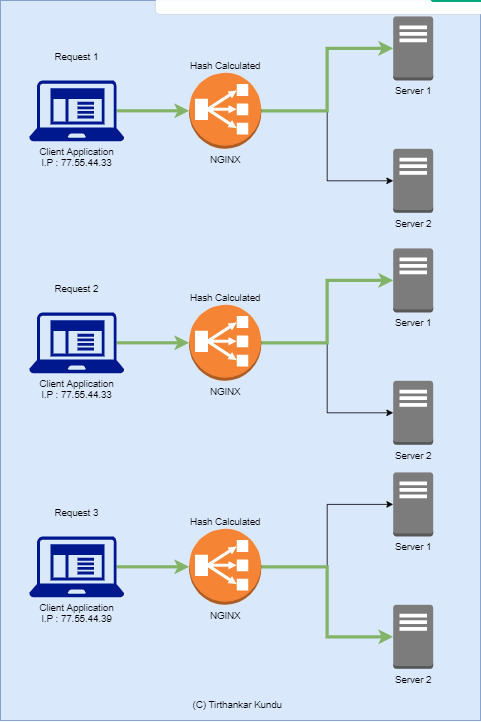 Request 1
Hash Calculated
Server 1
Client Application
I.P : 77.55.44.33
NGINX
Server 2
Request 2
Hash Calculated
Server 1
Client Application
I.P : 77.55.44.33
NGINX
Server 2
Request 3
Hash Calculated
Server 1
Client Application
I.P : 77.55.44.39
NGINX
Server 2
(C) Tirthankar Kundu